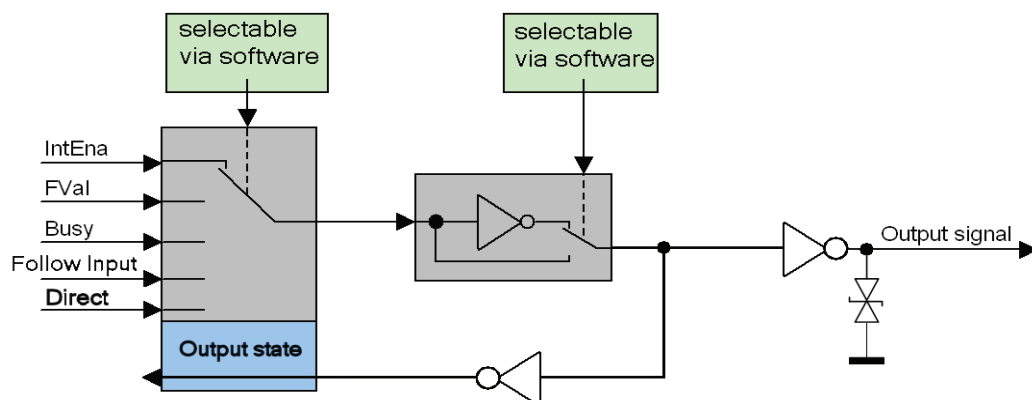 selectable
via software
selectable
via software
IntEna
FVal
Busy
Follow Input
Direct
Output state
Output signal